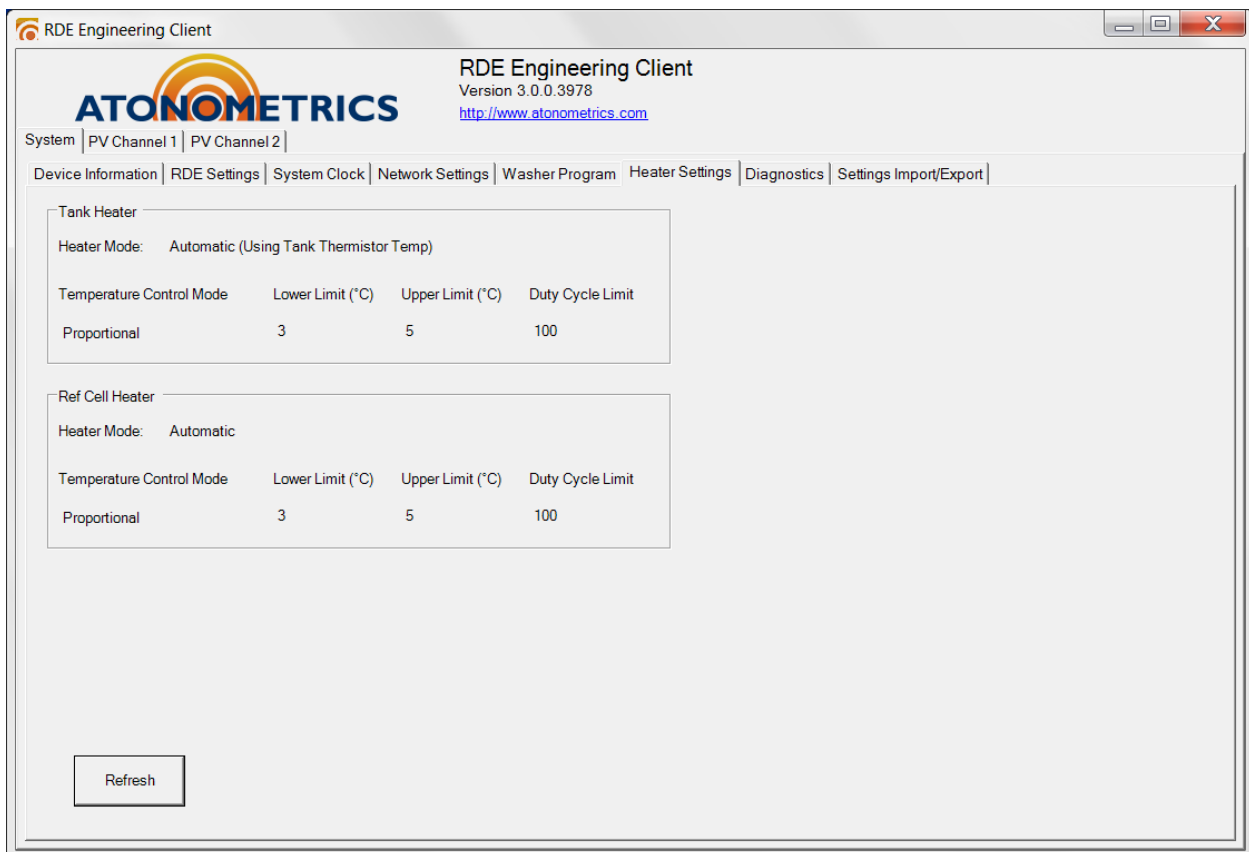 RDE Engineering Client
ATONOMETRICS
RDE Engineering Client
Version 3.0.0.3978
http://www.atonometrics.com
System PV Channel 1 PV Channel 2
Device Information RDE Settings System Clock Network Settings Washer Program Heater Settings Diagnostics Settings Import/Export
Tank Heater
Heater Mode: Automatic (Using Tank Thermistor Temp)
Temperature Control Mode Lower Limit (°C) Upper Limit (°C) Duty Cycle Limit
Proportional 3 5 100
Ref Cell Heater
Heater Mode: Automatic
Temperature Control Mode Lower Limit (°C) Upper Limit (°C) Duty Cycle Limit
Proportional 3 5 100
Refresh